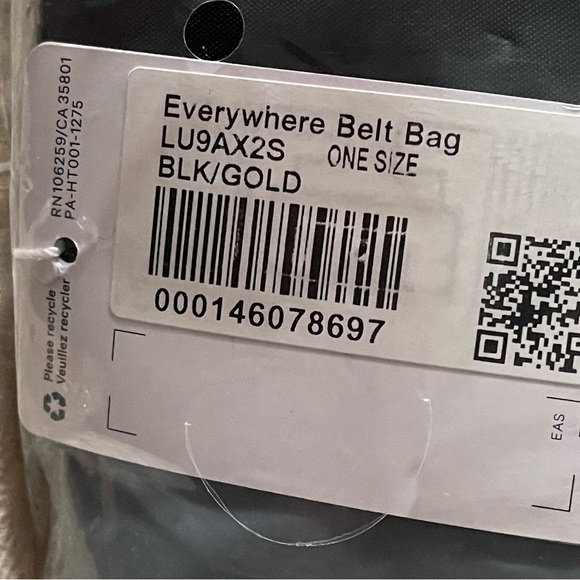 Everywhere Belt Bag
LU9AX2S ONE SIZE
BLK/GOLD
000146078697
RN106259/CA 35801
PA-HT001-1275
Please recycle
Veuillez recycler
EAS